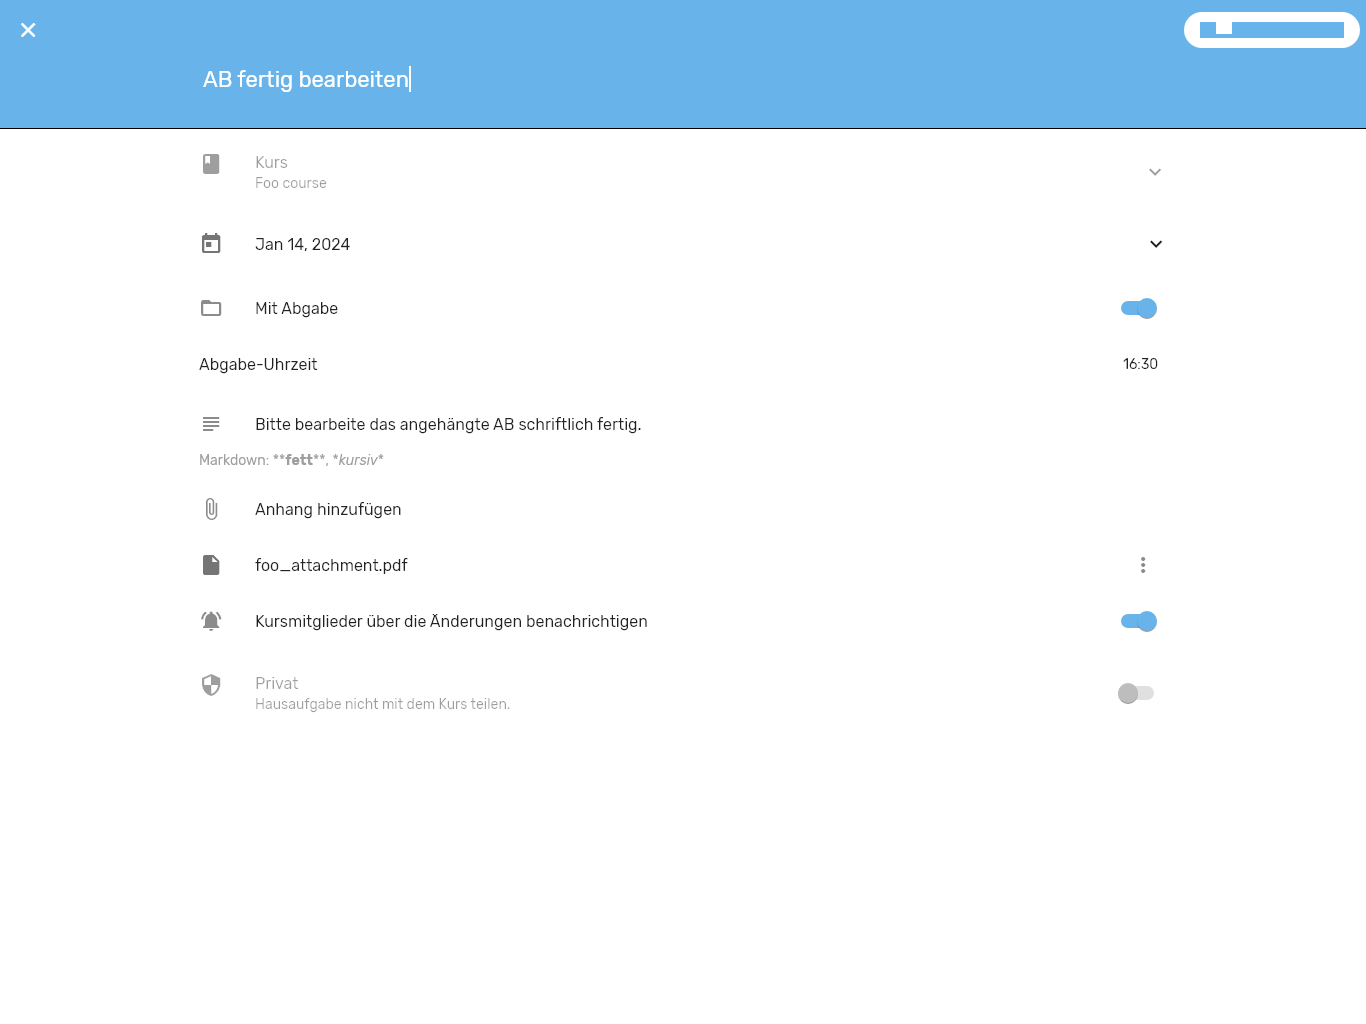 AB fertig bearbeiten
Kurs
Foo course
Jan 14, 2024
Mit Abgabe
Abgabe-Uhrzeit 16:30
Bitte bearbeite das angehängte AB schriftlich fertig.
Markdown: **fett**, *kursiv*
Anhang hinzufügen
foo_attachment.pdf
Kursmitglieder über die Änderungen benachrichtigen
Privat
Hausaufgabe nicht mit dem Kurs teilen.